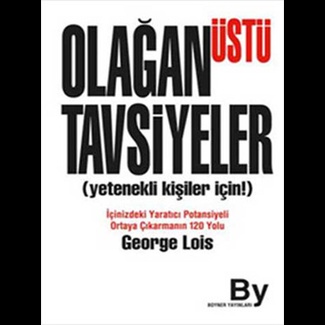 OLAĞANÜSTÜ
TAVSİYELER
(yetenekli kişiler için!)
İçinizdeki Yaratıcı Potansiyeli
Ortaya Çıkarmanın 120 Yolu
George Lois
By
BOYNER YAYINLARI